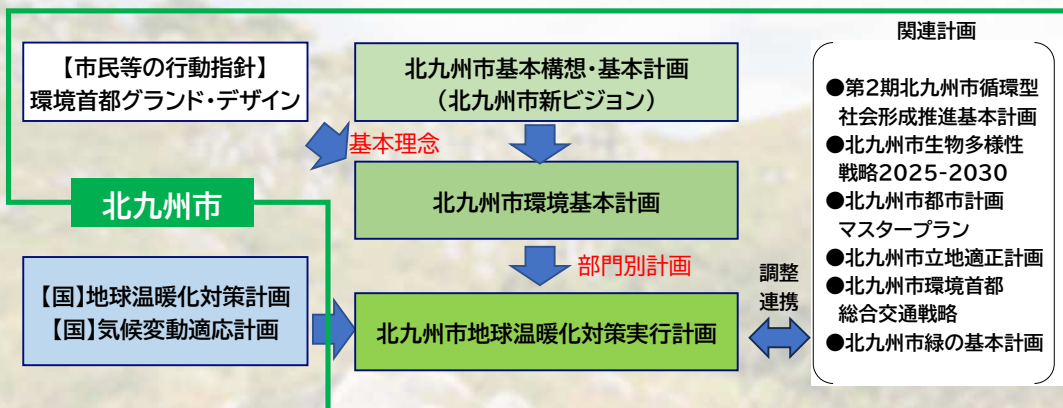 【市民等の行動指針】
環境首都グランド・デザイン
北九州市基本構想・基本計画
(北九州市新ビジョン)
基本理念
北九州市
北九州市環境基本計画
部門別計画
【国】地球温暖化対策計画
【国】気候変動適応計画
北九州市地球温暖化対策実行計画
調整
連携
関連計画
●第2期北九州市循環型
社会形成推進基本計画
●北九州市生物多様性
戦略2025-2030
●北九州市都市計画
マスタープラン
●北九州市立地適正計画
●北九州市環境首都
総合交通戦略
●北九州市緑の基本計画